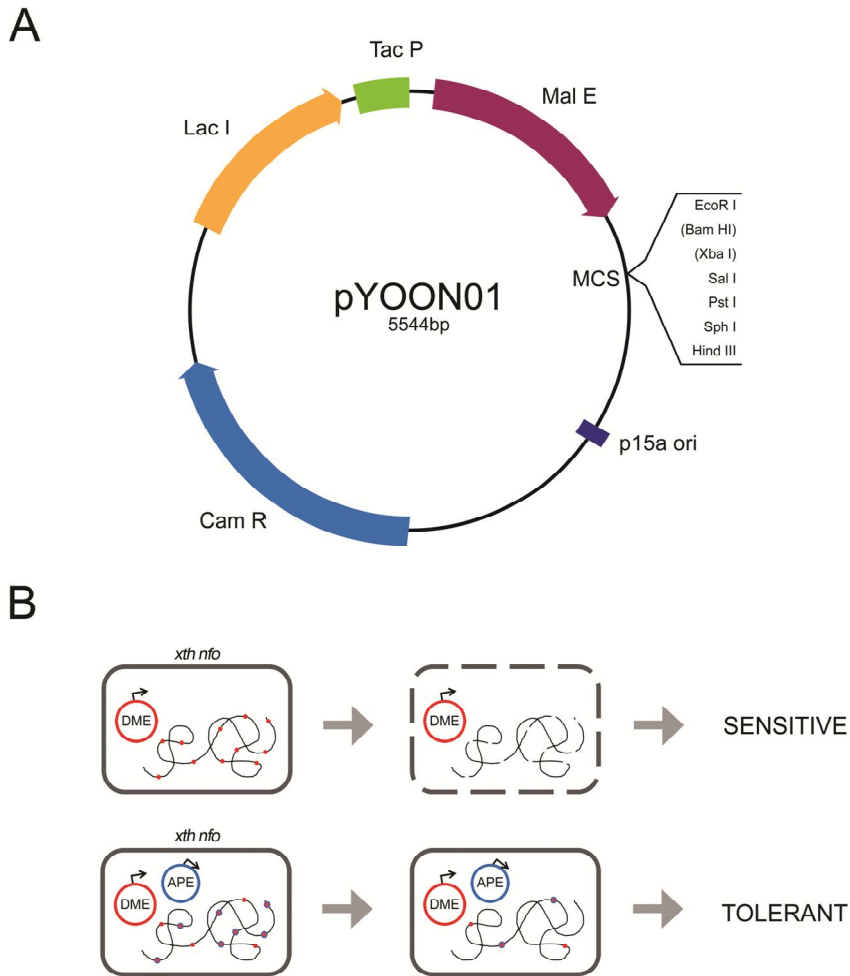 A
Tac P
Mal E
Lac I
EcoR I
(Bam HI)
(Xba I)
MCS
Sal I
Pst I
Sph I
Hind III
pYOON01
5544bp
p15a ori
Cam R
B
xth nfo
DME
DME
SENSITIVE
xth nfo
APE
DME
APE
DME
TOLERANT